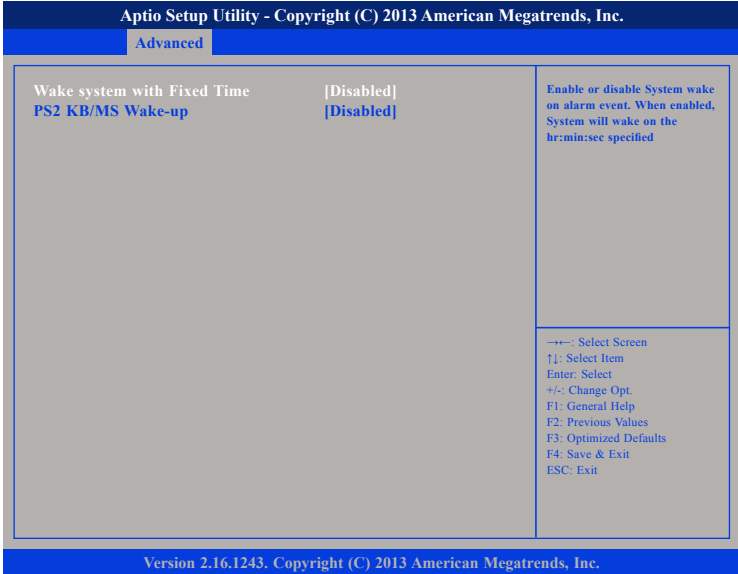 Aptio Setup Utility - Copyright (C) 2013 American Megatrends, Inc.
Advanced
Wake system with Fixed Time [Disabled]
PS2 KB/MS Wake-up [Disabled]
Enable or disable System wake
on alarm event. When enabled,
System will wake on the
hr:min:sec specified
→←: Select Screen
↑↓: Select Item
Enter: Select
+/-: Change Opt.
F1: General Help
F2: Previous Values
F3: Optimized Defaults
F4: Save & Exit
ESC: Exit
Version 2.16.1243. Copyright (C) 2013 American Megatrends, Inc.